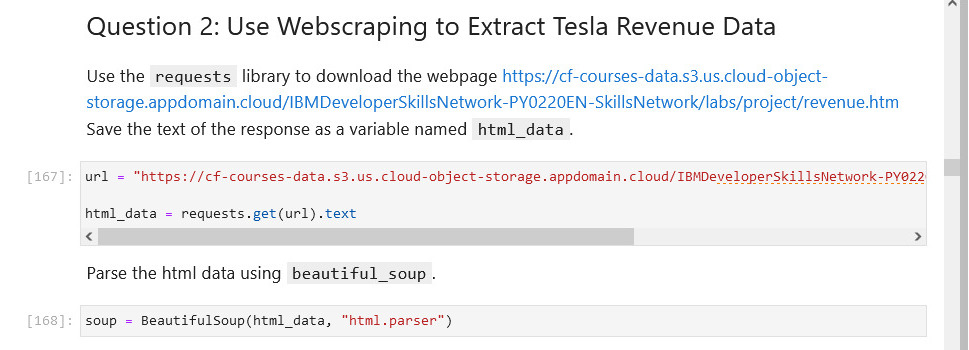 Question 2: Use Webscraping to Extract Tesla Revenue Data
Use the requests library to download the webpage https://cf-courses-data.s3.us.cloud-object-
storage.appdomain.cloud/IBMDeveloperSkillsNetwork-PY0220EN-SkillsNetwork/labs/project/revenue.htm
Save the text of the response as a variable named html_data.
[167]: url = "https://cf-courses-data.s3.us.cloud-object-storage.appdomain.cloud/IBMDeveloperSkillsNetwork-PY022
html_data = requests.get(url).text
Parse the html data using beautiful_soup.
[168]: soup = BeautifulSoup(html_data, "html.parser")